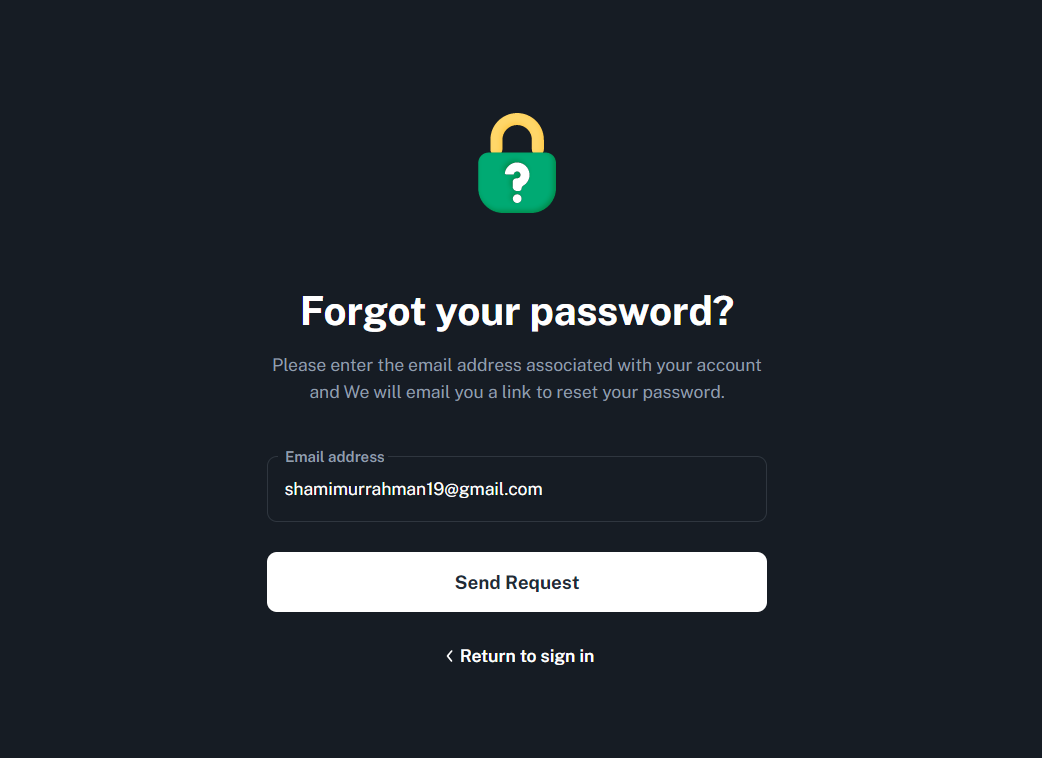 ?
Forgot your password?
Please enter the email address associated with your account
and We will email you a link to reset your password.
Email address
shamimurrahman19@gmail.com
Send Request
Return to sign in